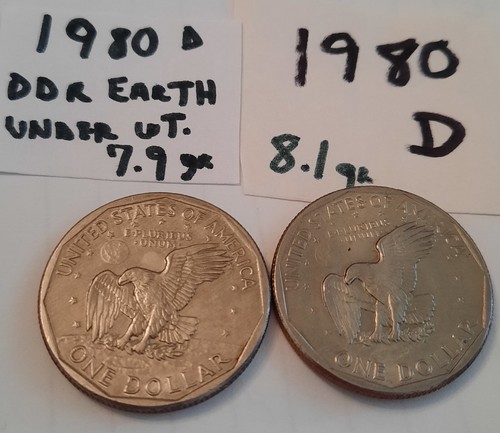 1980 D
DDR EARTH
UNDER WT.
7.9 gr
1980
D
8.1 gr
UNITED STATES OF AMERICA
E PLURIBUS
UNUM
ONE DOLLAR
UNITED STATES OF AMERICA
E PLURIBUS
UNUM
ONE DOLLAR